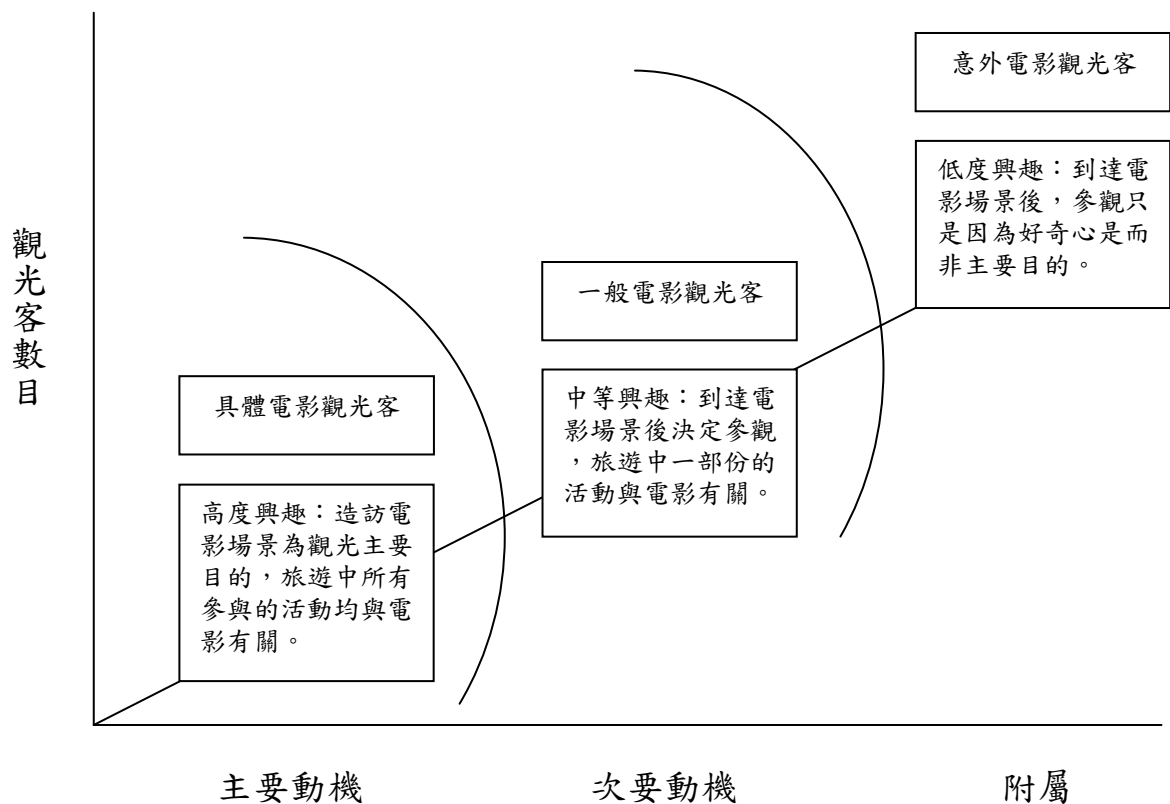 意外電影觀光客
低度興趣：到達電
影場景後，參觀只
是因為好奇心是而
非主要目的。
觀光客數目
一般電影觀光客
中等興趣：到達電
影場景後決定參觀
，旅遊中一部份的
活動與電影有關。
具體電影觀光客
高度興趣：造訪電
影場景為觀光主要
目的，旅遊中所有
參與的活動均與電
影有關。
主要動機
次要動機
附屬